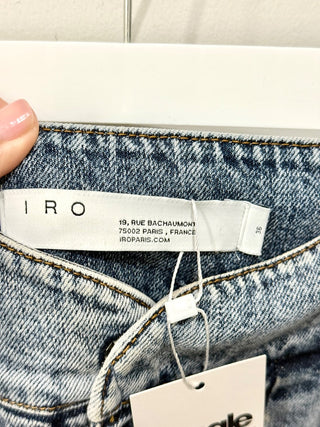 IRO
19, RUE BACHAUMONT
75002 PARIS , FRANCE
IROPARIS.COM
36